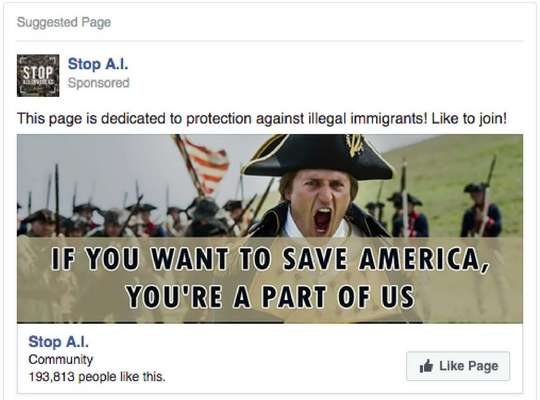 Suggested Page
STOP
Stop A.I.
Sponsored
This page is dedicated to protection against illegal immigrants! Like to join!
IF YOU WANT TO SAVE AMERICA,
YOU'RE A PART OF US
Stop A.I.
Community
193,813 people like this.
Like Page